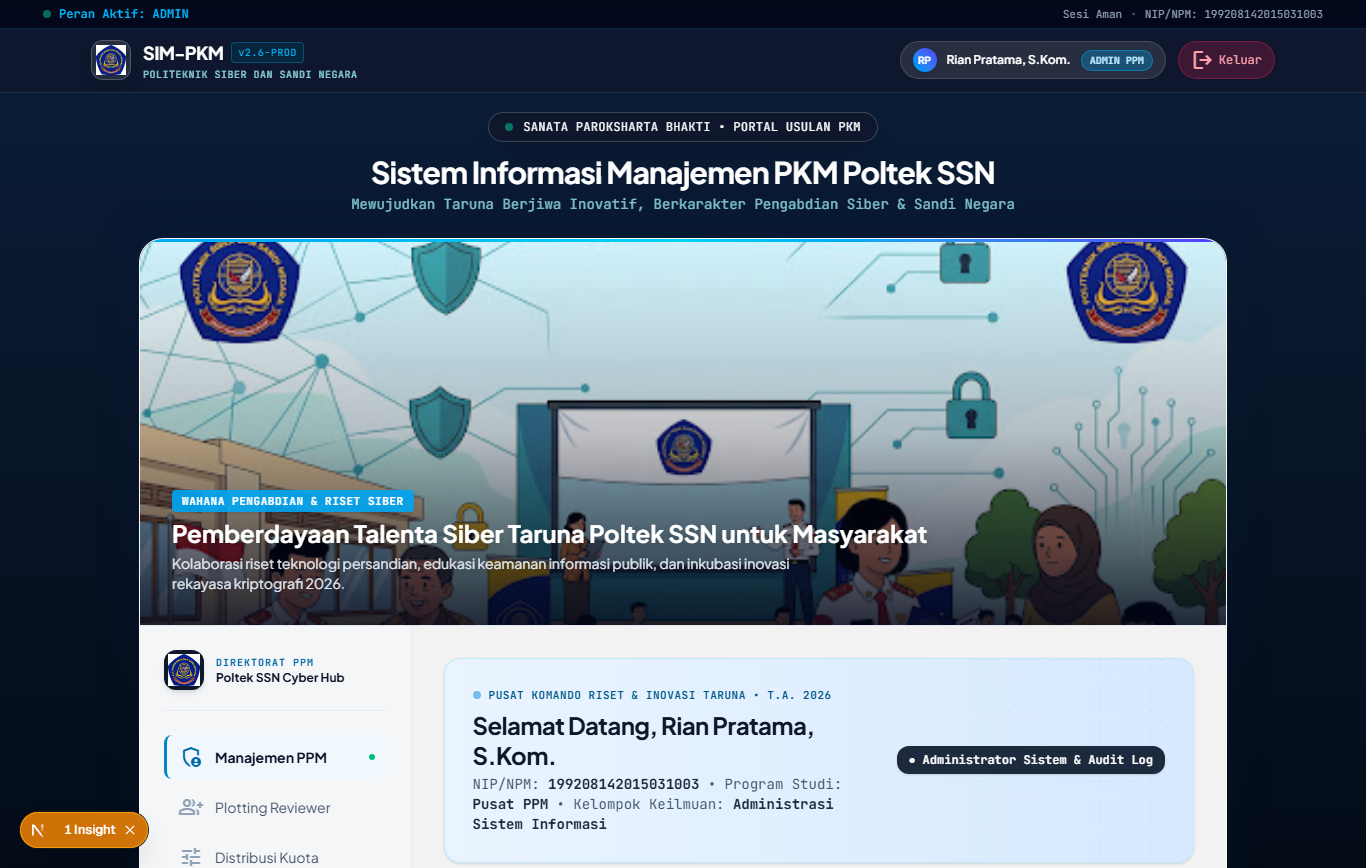 Peran Aktif: ADMIN
Sesi Aman · NIP/NPM: 199208142015031003
SIM-PKM v2.6-PROD
POLITEKNIK SIBER DAN SANDI NEGARA
RP Rian Pratama, S.Kom. ADMIN PPM
Keluar
SANATA PAROKSHARTA BHAKTI • PORTAL USULAN PKM
Sistem Informasi Manajemen PKM Poltek SSN
Mewujudkan Taruna Berjiwa Inovatif, Berkarakter Pengabdian Siber & Sandi Negara
WAHANA PENGABDIAN & RISET SIBER
Pemberdayaan Talenta Siber Taruna Poltek SSN untuk Masyarakat
Kolaborasi riset teknologi persandian, edukasi keamanan informasi publik, dan inkubasi inovasi
rekayasa kriptografi 2026.
DIREKTORAT PPM
Poltek SSN Cyber Hub
Manajemen PPM
Plotting Reviewer
Distribusi Kuota
PUSAT KOMANDO RISET & INOVASI TARUNA • T.A. 2026
Selamat Datang, Rian Pratama,
S.Kom.
NIP/NPM: 199208142015031003 • Program Studi:
Pusat PPM • Kelompok Keilmuan: Administrasi
Sistem Informasi
● Administrator Sistem & Audit Log
N 1 Insight